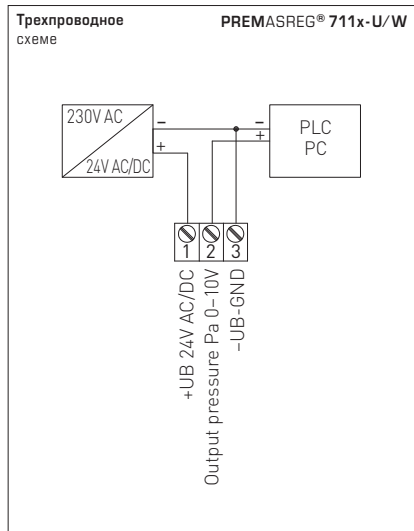 Трехпроводное
схеме
PREMASREG® 711x-U/W
230V AC
24V AC/DC
–
+
–
+
PLC
PC
1 2 3
+UB 24V AC/DC
Output pressure Pa 0–10V
–UB-GND